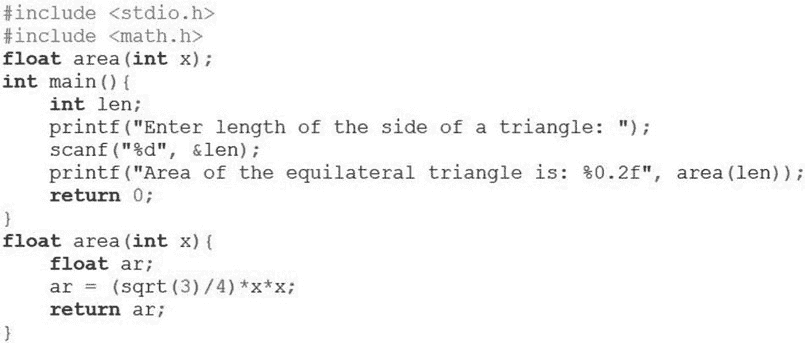 #include <stdio.h>
#include <math.h>
float area(int x);
int main(){
    int len;
    printf("Enter length of the side of a triangle: ");
    scanf("%d", &len);
    printf("Area of the equilateral triangle is: %0.2f", area(len));
    return 0;
}
float area(int x){
    float ar;
    ar = (sqrt(3)/4)*x*x;
    return ar;
}